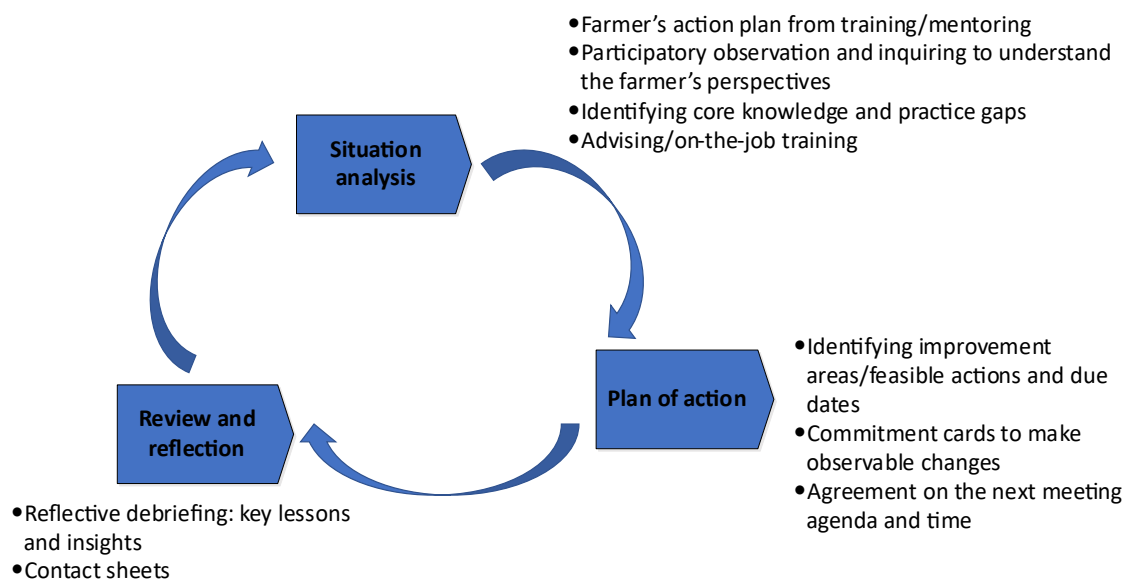 •Farmer's action plan from training/mentoring
•Participatory observation and inquiring to understand
the farmer's perspectives
•Identifying core knowledge and practice gaps
•Advising/on-the-job training
Situation
analysis
Plan of action
•Identifying improvement
areas/feasible actions and due
dates
•Commitment cards to make
observable changes
•Agreement on the next meeting
agenda and time
Review and
reflection
•Reflective debriefing: key lessons
and insights
•Contact sheets